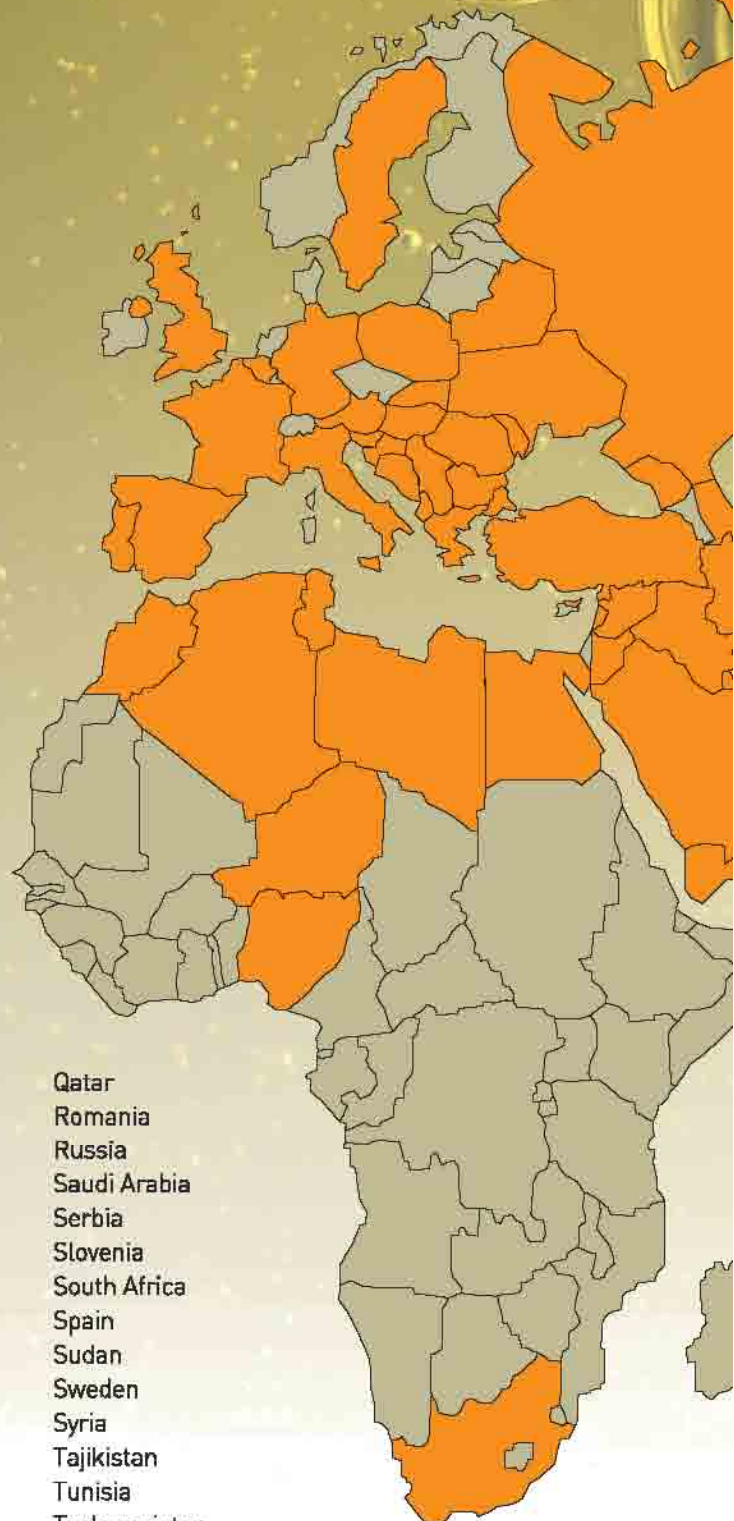 Qatar
Romania
Russia
Saudi Arabia
Serbia
Slovenia
South Africa
Spain
Sudan
Sweden
Syria
Tajikistan
Tunisia